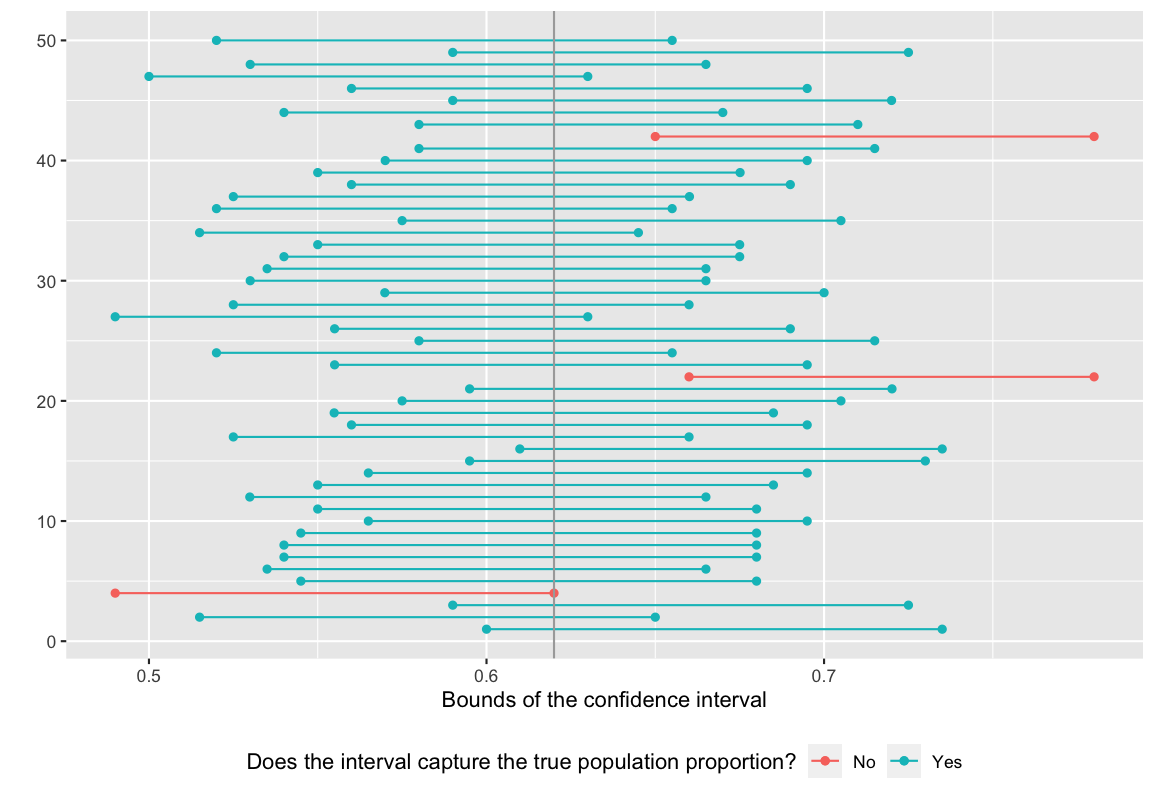 50
40
30
20
10
0
0.5 0.6 0.7
Bounds of the confidence interval
Does the interval capture the true population proportion? No Yes